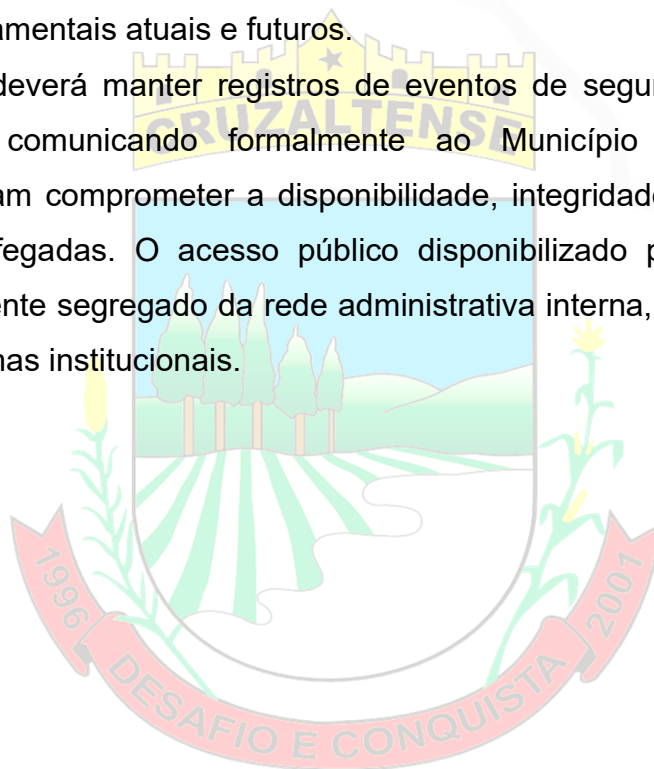 amentais atuais e futuros.
deverá manter registros de eventos de segur
comunicando formalmente ao Município
am comprometer a disponibilidade, integridade
fegadas. O acesso público disponibilizado p
ente segregado da rede administrativa interna,
nas institucionais.
CRUZALTENSE
1996
2001
DESAFIO E CONQUISTA